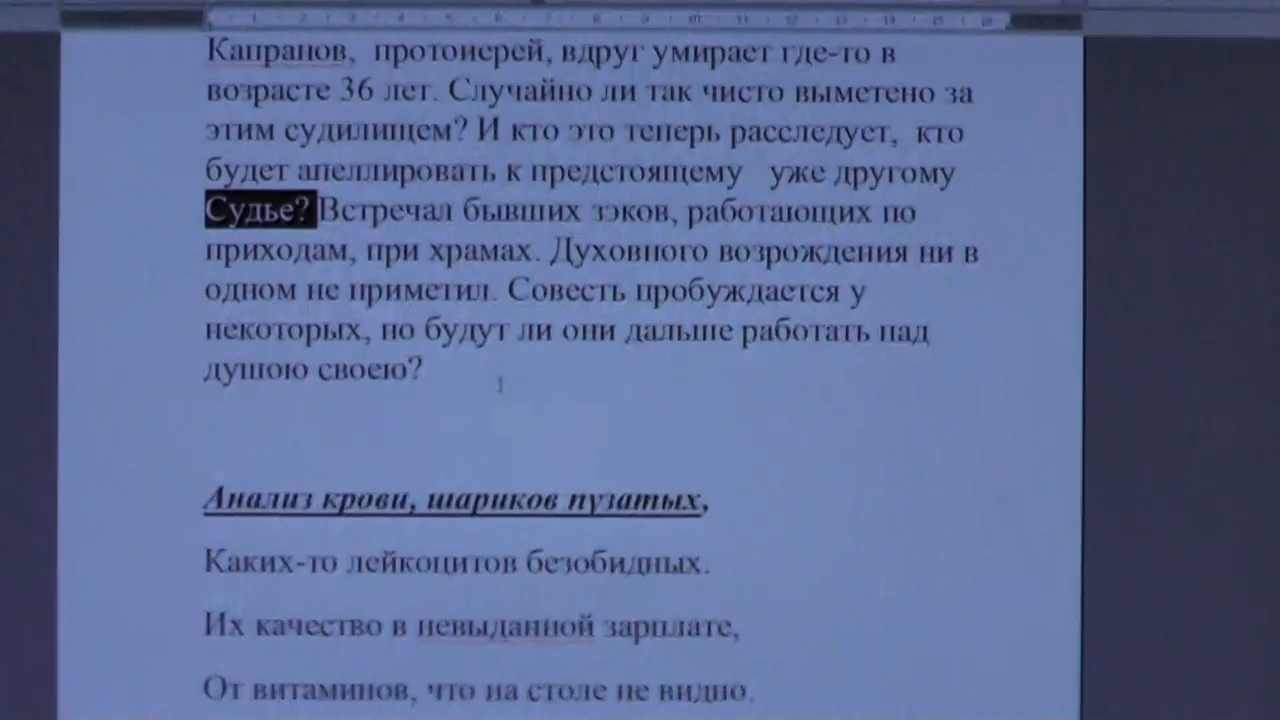 Капранов, протоиерей, вдруг умирает где-то в
возрасте 36 лет. Случайно ли так чисто выметено за
этим судилищем? И кто это теперь расследует, кто
будет апеллировать к предстоящему уже другому
Судье? Встречал бывших зэков, работающих по
приходам, при храмах. Духовного возрождения ни в
одном не приметил. Совесть пробуждается у
некоторых, но будут ли они дальше работать над
душою своею?
Анализ крови, шариков пузатых,
Каких-то лейкоцитов безобидных.
Их качество в невыданной зарплате,
От витаминов, что на столе не видно.